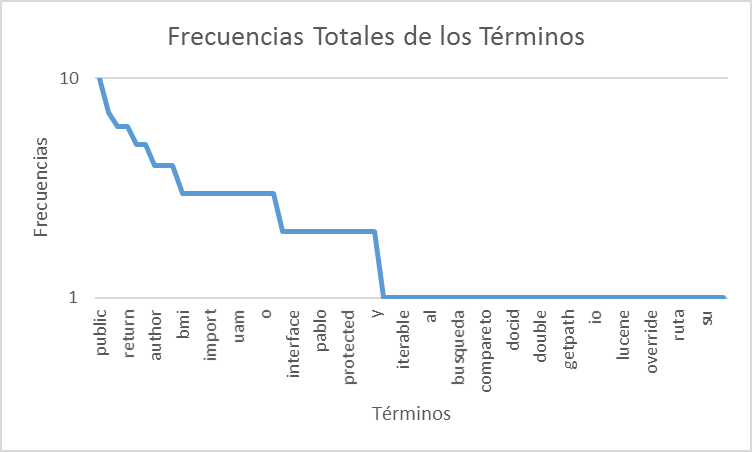 Frecuencias Totales de los Términos
10
1
Frecuencias
public
return
author
bmi
import
uam
o
interface
pablo
protected
y
iterable
al
busqueda
compareto
docid
double
getpath
io
lucene
override
ruta
su
Términos